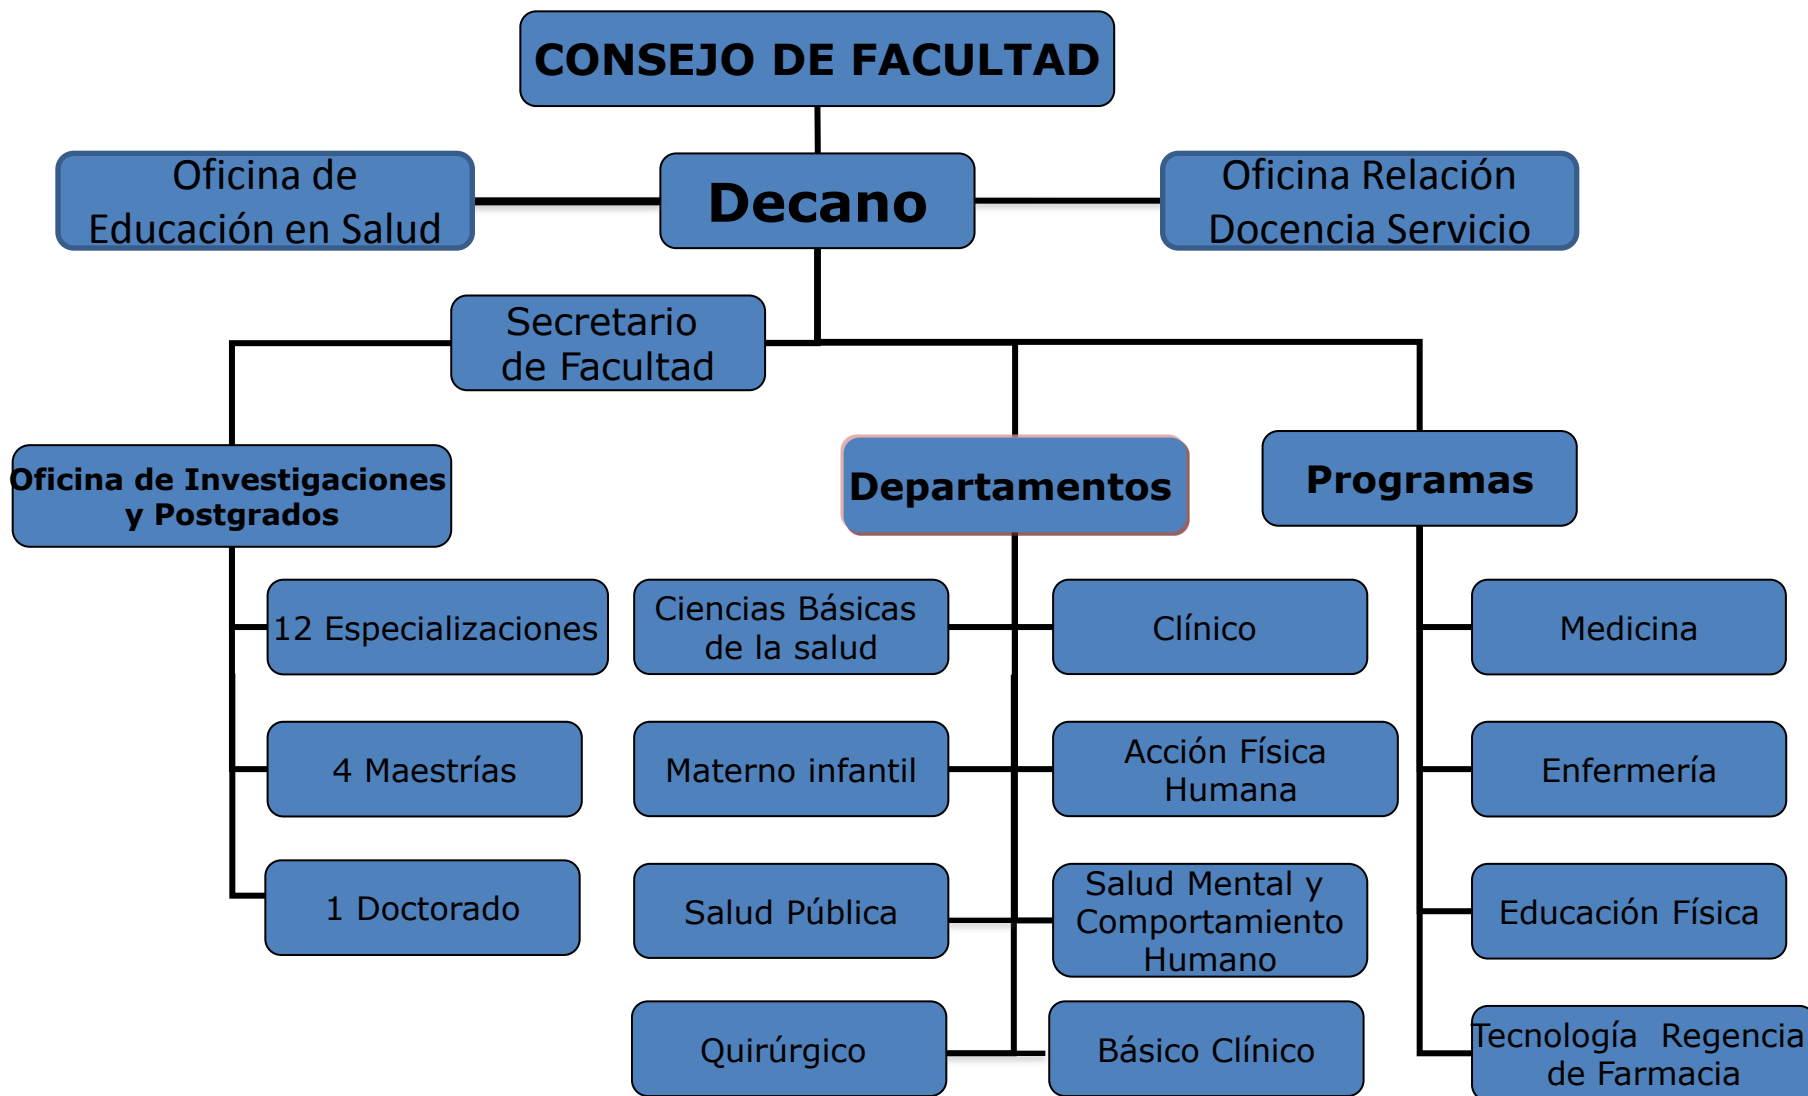 CONSEJO DE FACULTAD
Oficina de
Educación en Salud
Decano
Oficina Relación
Docencia Servicio
Secretario
de Facultad
Oficina de Investigaciones
y Postgrados
Departamentos
Programas
12 Especializaciones
Ciencias Básicas
de la salud
Clínico
Medicina
4 Maestrías
Materno infantil
Acción Física
Humana
Enfermería
1 Doctorado
Salud Pública
Salud Mental y
Comportamiento
Humano
Educación Física
Quirúrgico
Básico Clínico
Tecnología Regencia
de Farmacia